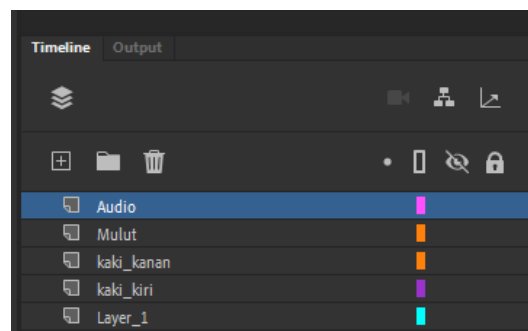 Timeline Output
Audio
Mulut
kaki_kanan
kaki_kiri
Layer_1